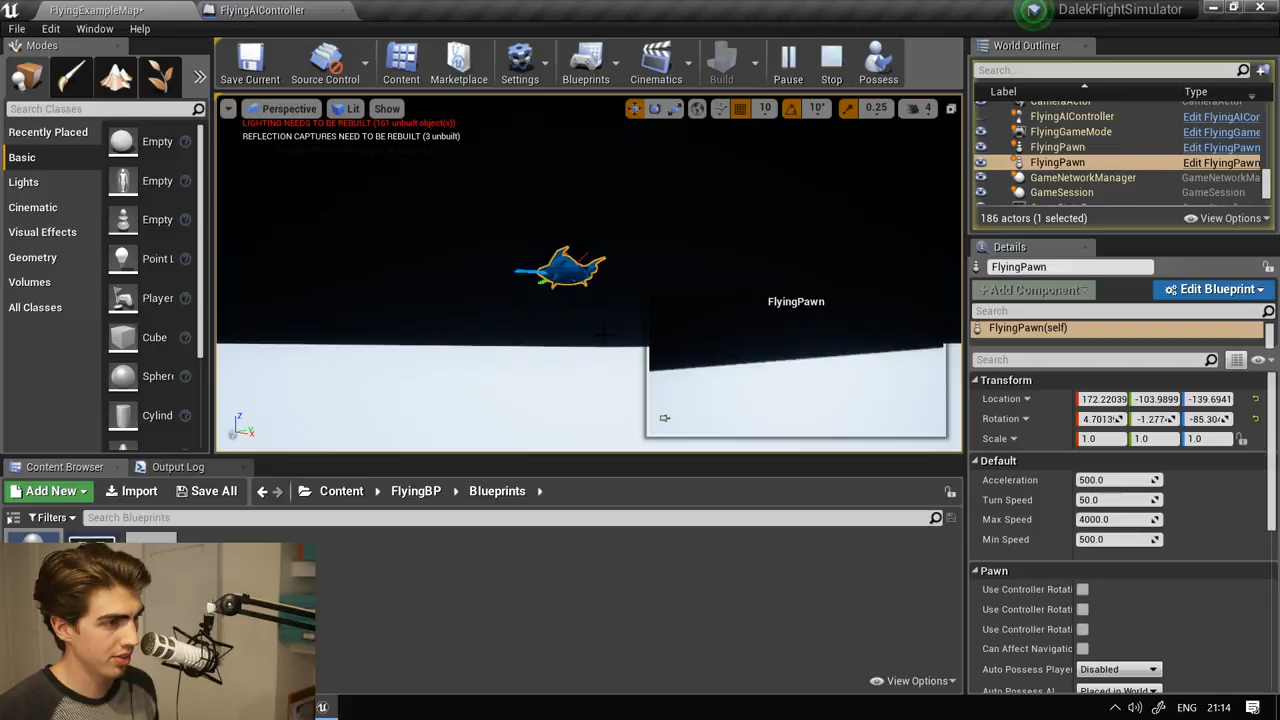 FlyingExampleMap*
FlyingAIController
DalekFlightSimulator
File Edit Window Help
Modes
Search Classes
Recently Placed
Basic
Lights
Cinematic
Visual Effects
Geometry
Volumes
All Classes
Empty
Empty
Empty
Point L
Player
Cube
Spher
Cylind
Save Current
Source Control
Content
Marketplace
Settings
Blueprints
Cinematics
Build
Pause
Stop
Possess
Perspective
Lit
Show
10
10°
0.25
4
LIGHTING NEEDS TO BE REBUILT (161 unbuilt object(s))
REFLECTION CAPTURES NEED TO BE REBUILT (3 unbuilt)
FlyingPawn
Z
X
World Outliner
Search...
Label Type
CameraActor
FlyingAIController Edit FlyingAICor
FlyingGameMode Edit FlyingGame
FlyingPawn Edit FlyingPawn
FlyingPawn Edit FlyingPawn
GameNetworkManager GameNetworkMa
GameSession GameSession
186 actors (1 selected)
View Options
Details
FlyingPawn
+Add Component
Edit Blueprint
Search
FlyingPawn(self)
Search
Transform
Location 172.22039 -103.9899 -139.6941
Rotation 4.7013° -1.277 -85.304
Scale 1.0 1.0 1.0
Default
Acceleration 500.0
Turn Speed 50.0
Max Speed 4000.0
Min Speed 500.0
Pawn
Use Controller Rotati
Use Controller Rotati
Use Controller Rotati
Can Affect Navigatio
Auto Possess Player Disabled
Auto Possess AI Placed in World
Content Browser
Output Log
Add New
Import
Save All
Content
FlyingBP
Blueprints
Filters
Search Blueprints
View Options
ENG
21:14